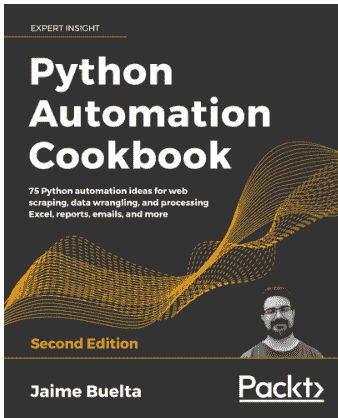 EXPERT INSIGHT
Python
Automation
Cookbook
75 Python automation ideas for web
scraping, data wrangling, and processing
Excel, reports, emails, and more
Second Edition
Jaime Buelta
Packt>